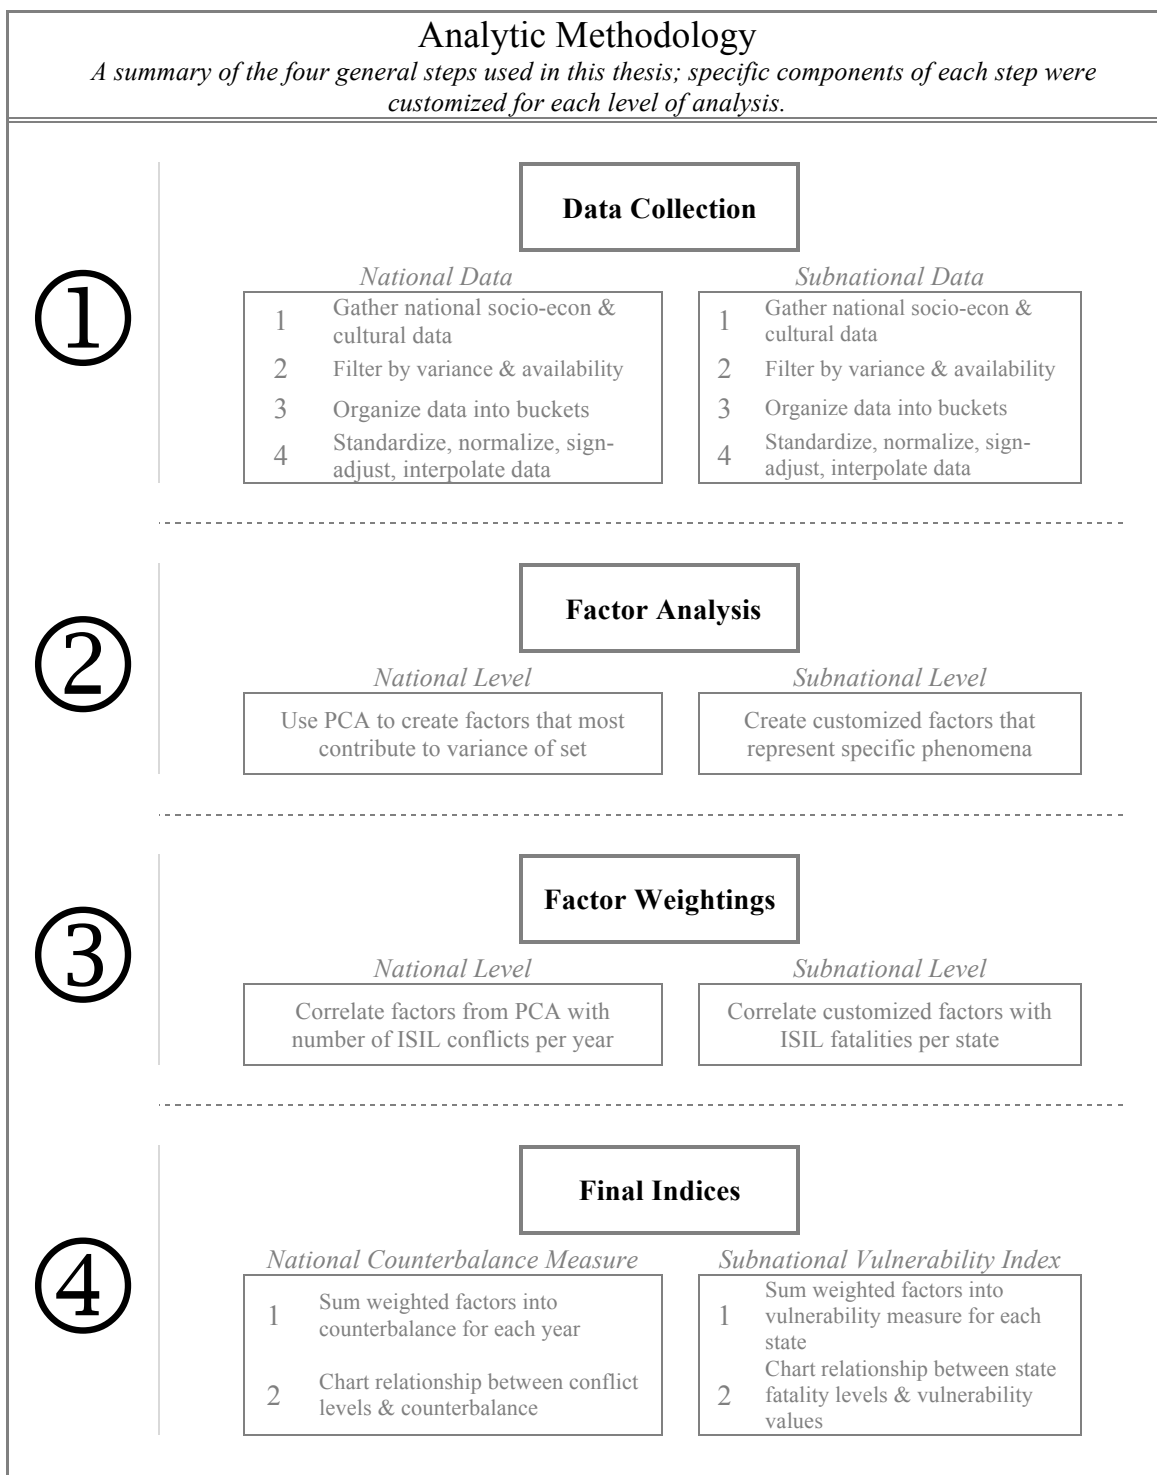 Analytic Methodology
A summary of the four general steps used in this thesis; specific components of each step were
customized for each level of analysis.
①
Data Collection
National Data
1 Gather national socio-econ &
cultural data
2 Filter by variance & availability
3 Organize data into buckets
4 Standardize, normalize, sign-
adjust, interpolate data
Subnational Data
1 Gather national socio-econ &
cultural data
2 Filter by variance & availability
3 Organize data into buckets
4 Standardize, normalize, sign-
adjust, interpolate data
②
Factor Analysis
National Level
Use PCA to create factors that most
contribute to variance of set
Subnational Level
Create customized factors that
represent specific phenomena
③
Factor Weightings
National Level
Correlate factors from PCA with
number of ISIL conflicts per year
Subnational Level
Correlate customized factors with
ISIL fatalities per state
④
Final Indices
National Counterbalance Measure
1 Sum weighted factors into
counterbalance for each year
2 Chart relationship between conflict
levels & counterbalance
Subnational Vulnerability Index
1 Sum weighted factors into
vulnerability measure for each
state
2 Chart relationship between state
fatality levels & vulnerability
values